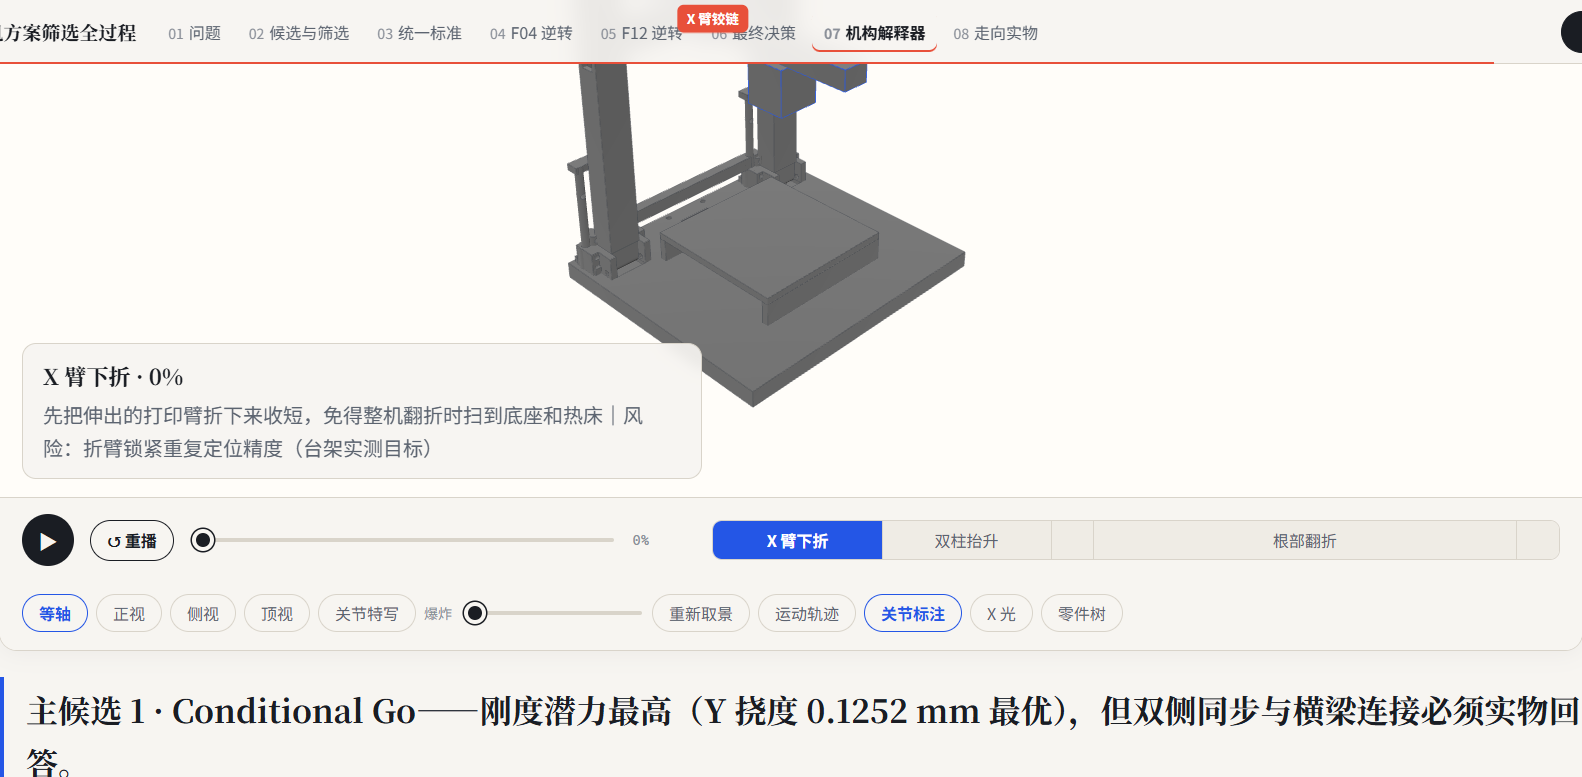 方案筛选全过程 01 问题 02 候选与筛选 03 统一标准 04 F04 逆转 05 F12 逆转 06 最终决策 07 机构解释器 08 走向实物
X 臂铰链
X 臂下折 · 0%
先把伸出的打印臂折下来收短，免得整机翻折时扫到底座和热床｜风
险：折臂锁紧重复定位精度（台架实测目标）
▶ ↺ 重播 0% X 臂下折 双柱抬升 根部翻折
等轴 正视 侧视 顶视 关节特写 爆炸 重新取景 运动轨迹 关节标注 X 光 零件树
主候选 1 · Conditional Go——刚度潜力最高（Y 挠度 0.1252 mm 最优），但双侧同步与横梁连接必须实物回
答。